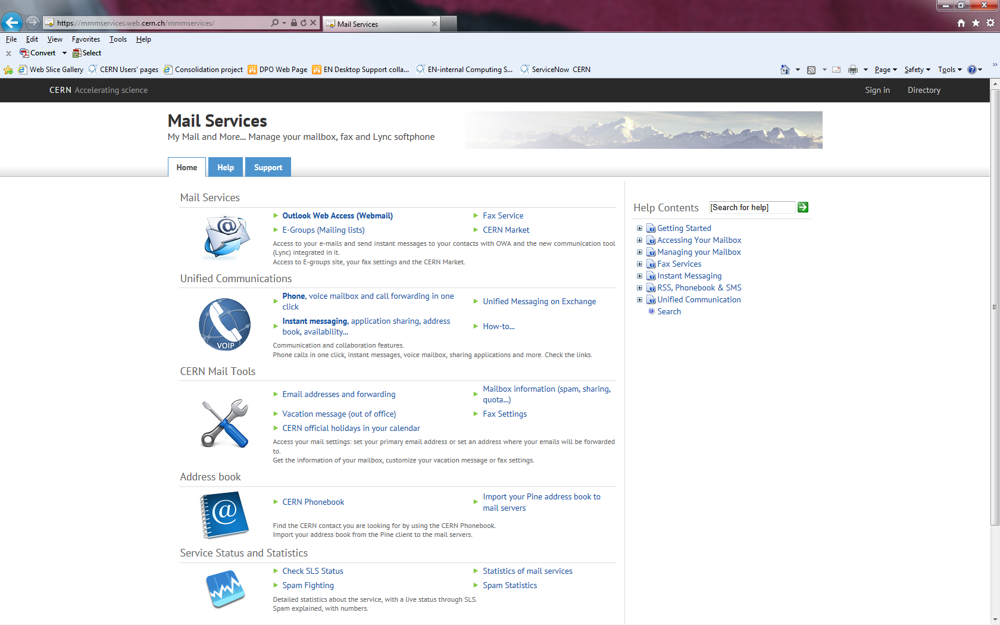 https://mmmservices.web.cern.ch/mmmservices/
Mail Services
File Edit View Favorites Tools Help
x Convert Select
Web Slice Gallery CERN Users' pages Consolidation project DPO Web Page EN Desktop Support colla... EN-internal Computing S... ServiceNow CERN Page Safety Tools
CERN Accelerating science Sign in Directory
Mail Services
My Mail and More... Manage your mailbox, fax and Lync softphone
Home Help Support
Mail Services
Outlook Web Access (Webmail) Fax Service
E-Groups (Mailing lists) CERN Market
Access to your e-mails and send instant messages to your contacts with OWA and the new communication tool
(Lync) integrated in it.
Access to E-groups site, your fax settings and the CERN Market.
Unified Communications
Phone, voice mailbox and call forwarding in one
click
Unified Messaging on Exchange
Instant messaging, application sharing, address
book, availability...
How-to...
VOIP
Communication and collaboration features.
Phone calls in one click, instant messages, voice mailbox, sharing applications and more. Check the links.
CERN Mail Tools
Email addresses and forwarding
Mailbox information (spam, sharing,
quota...)
Vacation message (out of office) Fax Settings
CERN official holidays in your calendar
Access your mail settings: set your primary email address or set an address where your emails will be forwarded
to.
Get the information of your mailbox, customize your vacation message or fax settings.
Address book
CERN Phonebook
Import your Pine address book to
mail servers
Find the CERN contact you are looking for by using the CERN Phonebook.
Import your address book from the Pine client to the mail servers.
Service Status and Statistics
Check SLS Status Statistics of mail services
Spam Fighting Spam Statistics
Detailed statistics about the service, with a live status through SLS.
Spam explained, with numbers.
Help Contents [Search for help]
Getting Started
Accessing Your Mailbox
Managing your Mailbox
Fax Services
Instant Messaging
RSS, Phonebook & SMS
Unified Communication
Search